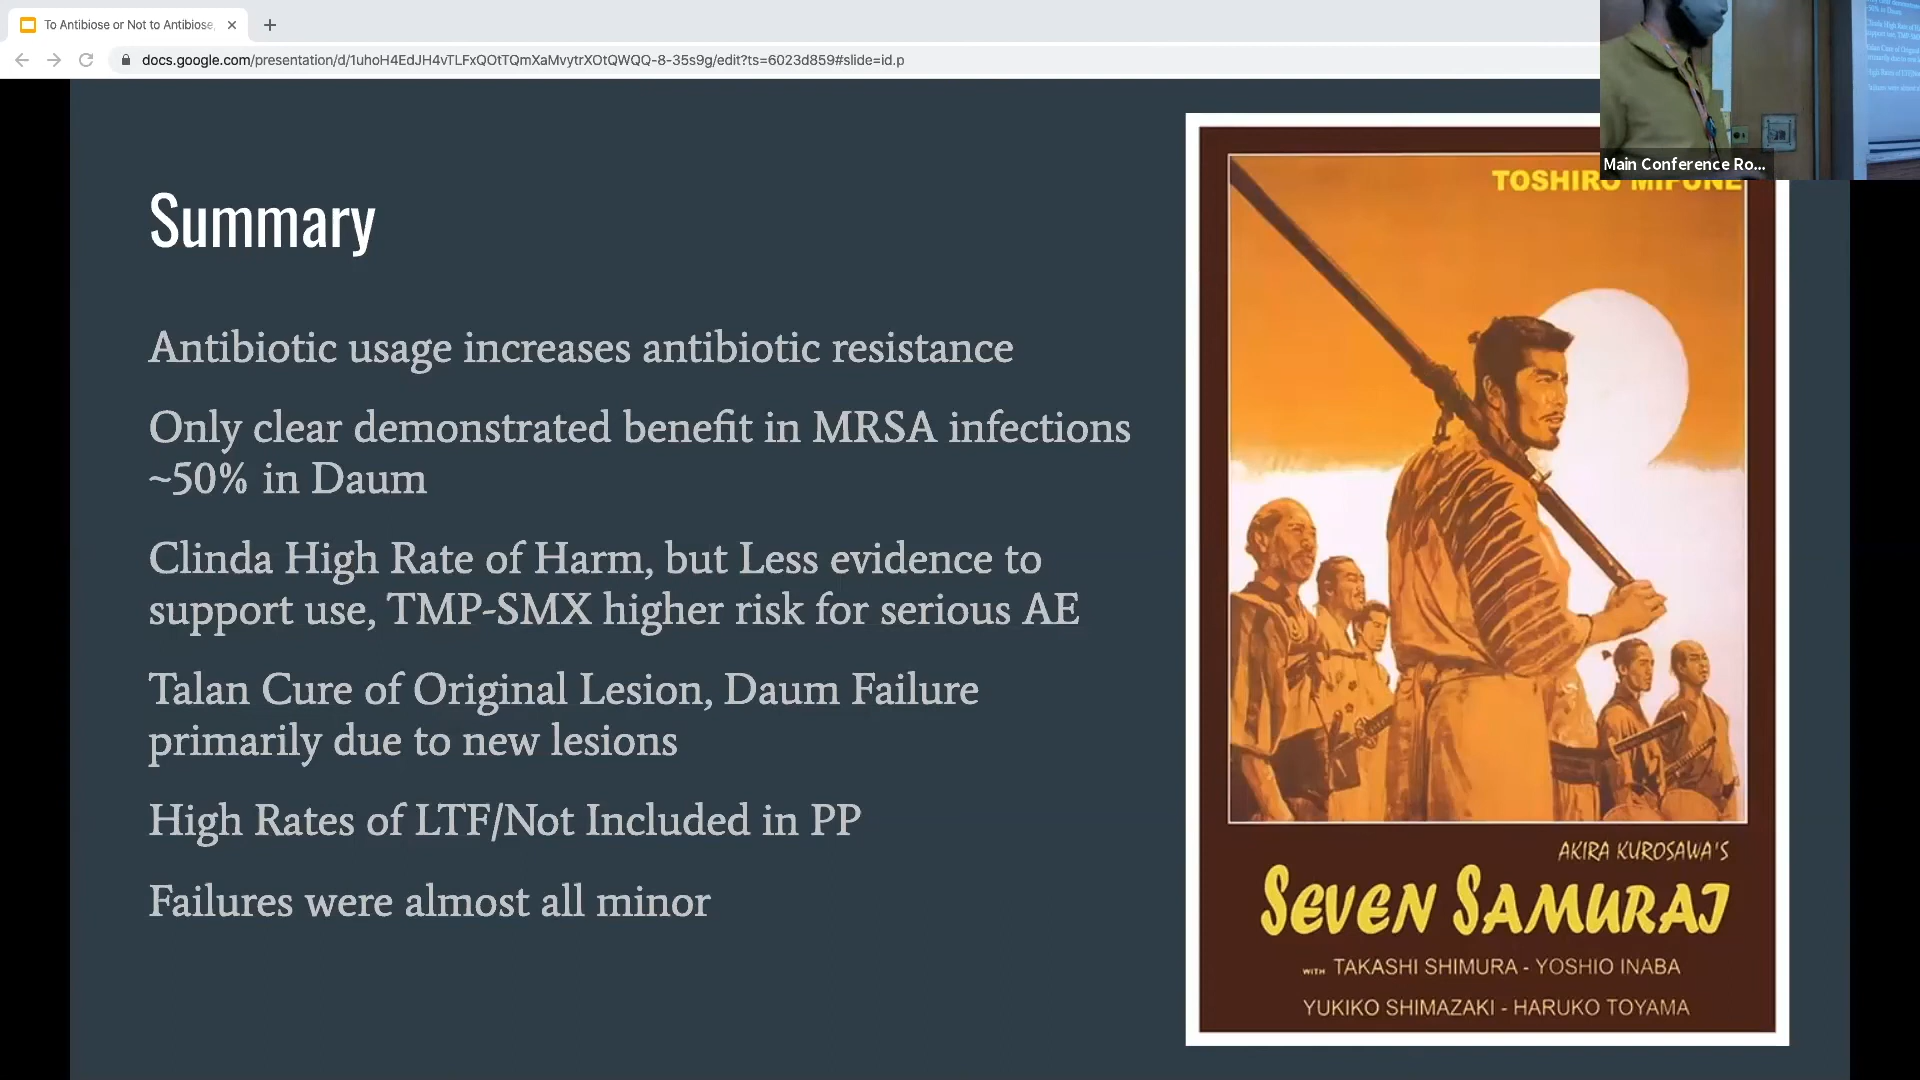 To Antibiose or Not to Antibiose,
docs.google.com/presentation/d/1uhoH4EdJH4vTLFxQOtTQmXaMvytrXOtQWQQ-8-35s9g/edit?ts=6023d859#slide=id.p
Main Conference Ro...
Summary
Antibiotic usage increases antibiotic resistance
Only clear demonstrated benefit in MRSA infections
~50% in Daum
Clinda High Rate of Harm, but Less evidence to
support use, TMP-SMX higher risk for serious AE
Talan Cure of Original Lesion, Daum Failure
primarily due to new lesions
High Rates of LTF/Not Included in PP
Failures were almost all minor
TOSHIRO MIFUNE
AKIRA KUROSAWA'S
SEVEN SAMURAI
WITH TAKASHI SHIMURA - YOSHIO INABA
YUKIKO SHIMAZAKI - HARUKO TOYAMA